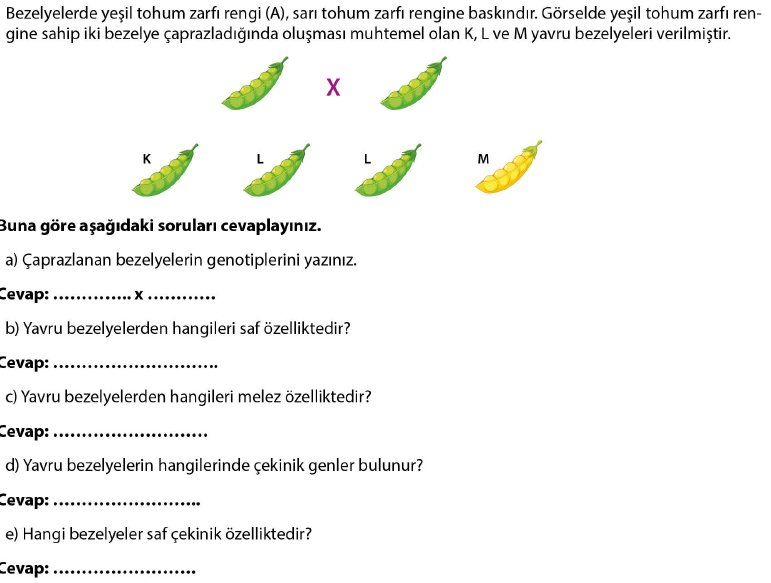 Bezelyelerde yeşil tohum zarfı rengi (A), sarı tohum zarfı rengine baskındır. Görselde yeşil tohum zarfı ren-
gine sahip iki bezelye çaprazladığında oluşması muhtemel olan K, L ve M yavru bezelyeleri verilmiştir.
X
K L L M
Buna göre aşağıdaki soruları cevaplayınız.
a) Çaprazlanan bezelyelerin genotiplerini yazınız.
Cevap: .............. x ............
b) Yavru bezelyelerden hangileri saf özelliktedir?
Cevap: .............................
c) Yavru bezelyelerden hangileri melez özelliktedir?
Cevap: ...........................
d) Yavru bezelyelerin hangilerinde çekinik genler bulunur?
Cevap: ..........................
e) Hangi bezelyeler saf çekinik özelliktedir?
Cevap: .........................